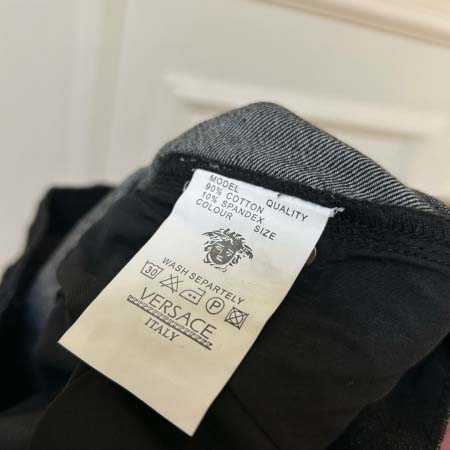 MODEL QUALITY
90% COTTON
10% SPANDEX
COLOUR SIZE
WASH SEPARTELY
30 P
VERSACE
ITALY